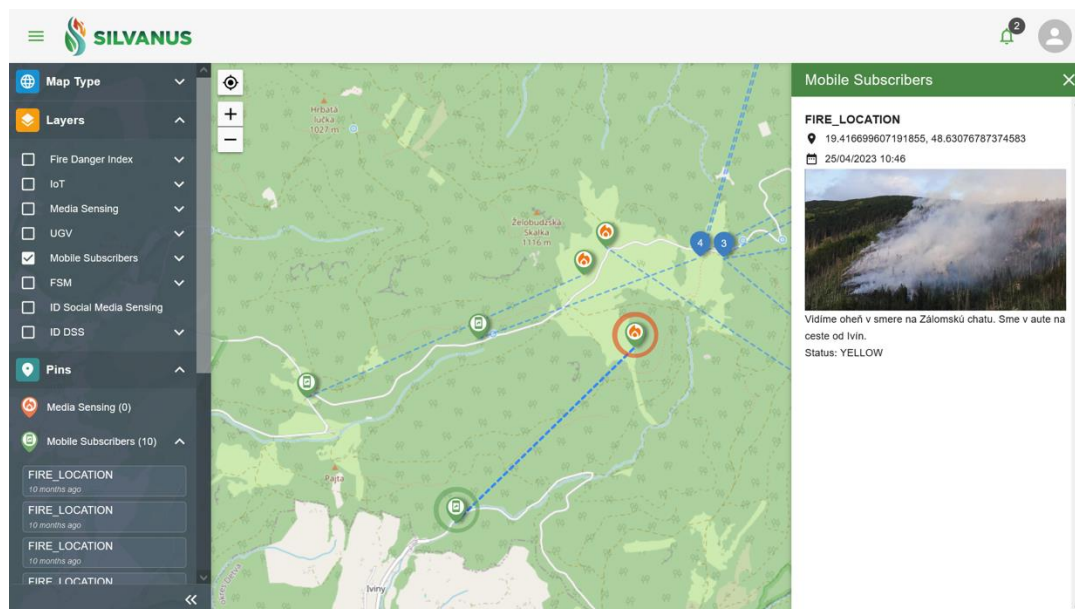 SILVANUS
2
Map Type
Layers
Fire Danger Index
IoT
Media Sensing
UGV
Mobile Subscribers
FSM
ID Social Media Sensing
ID DSS
Pins
Media Sensing (0)
Mobile Subscribers (10)
FIRE_LOCATION
10 months ago
FIRE_LOCATION
10 months ago
FIRE_LOCATION
10 months ago
FIRE_LOCATION
Hrbatá
lúčka
1027 m
Želobudzská
Skalka
1116 m
4
3
Rajta
Iviny
Mobile Subscribers
FIRE_LOCATION
19.416699607191855, 48.63076787374583
25/04/2023 10:46
Vidíme oheň v smere na Zálomskú chatu. Sme v aute na
ceste od Ivín.
Status: YELLOW